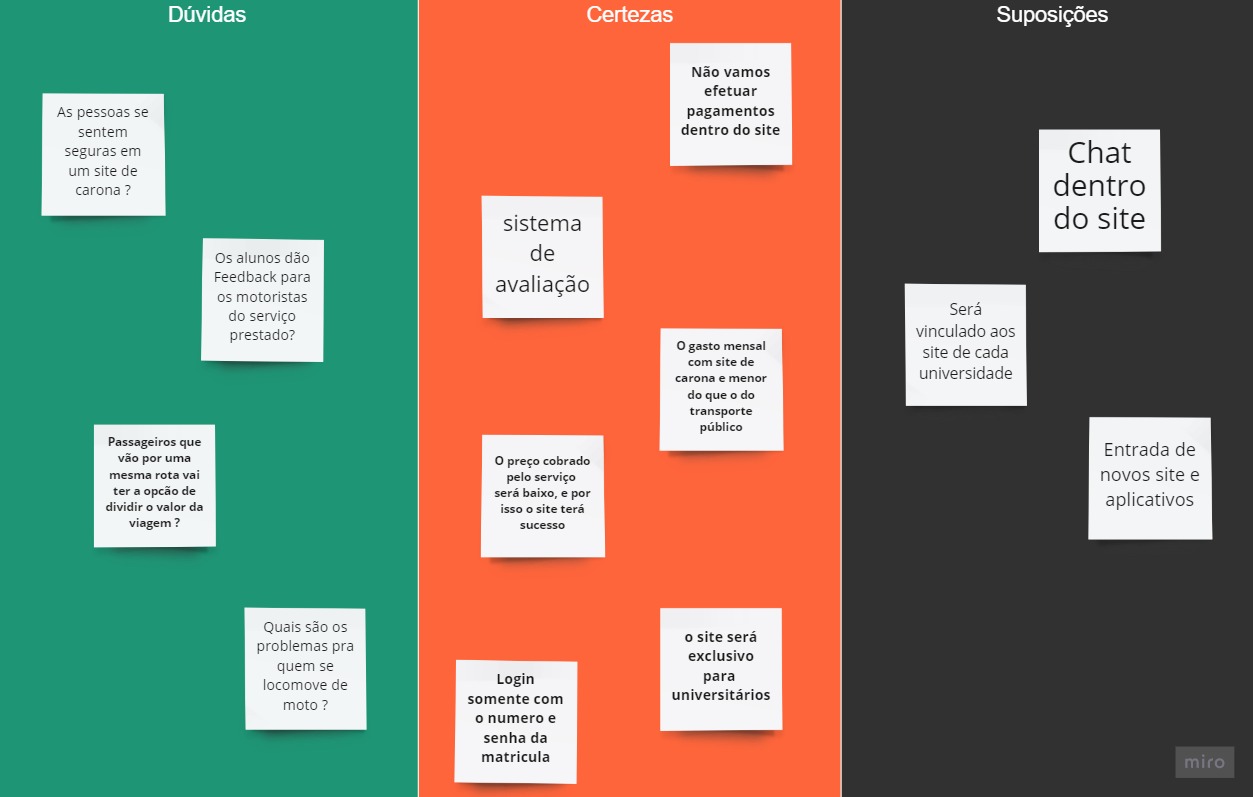 Dúvidas
As pessoas se
sentem
seguras em
um site de
carona ?
Os alunos dão
Feedback para
os motoristas
do serviço
prestado?
Passageiros que
vão por uma
mesma rota vai
ter a opcão de
dividir o valor da
viagem ?
Quais são os
problemas pra
quem se
locomove de
moto ?
Certezas
Não vamos
efetuar
pagamentos
dentro do site
sistema
de
avaliação
O gasto mensal
com site de
carona e menor
do que o do
transporte
público
O preço cobrado
pelo serviço
será baixo, e por
isso o site terá
sucesso
o site será
exclusivo
para
universitários
Login
somente com
o numero e
senha da
matricula
Suposições
Chat
dentro
do site
Será
vinculado aos
site de cada
universidade
Entrada de
novos site e
aplicativos
miro